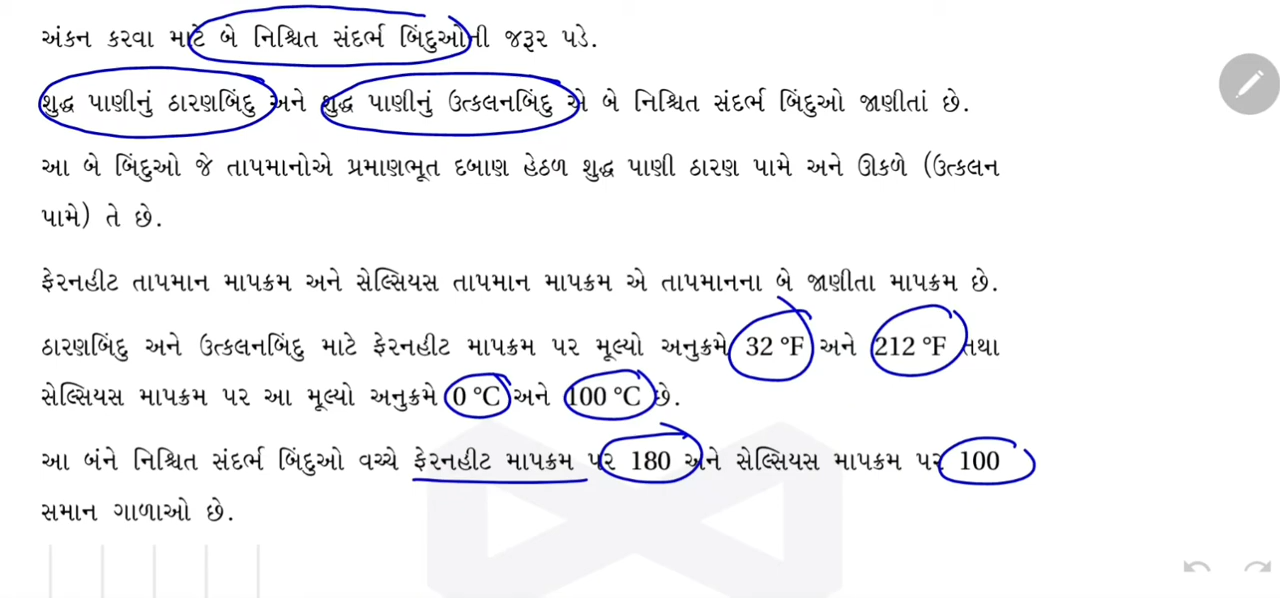 અંકન કરવા માટે બે નિશ્ચિત સંદર્ભ બિંદુઓની જરૂર પડે.
શુદ્ધ પાણીનું ઠારણબિંદુ અને શુદ્ધ પાણીનું ઉત્કલનબિંદુ એ બે નિશ્ચિત સંદર્ભ બિંદુઓ જાણીતાં છે.
આ બે બિંદુઓ જે તાપમાનોએ પ્રમાણભૂત દબાણ હેઠળ શુદ્ધ પાણી ઠારણ પામે અને ઊકળે (ઉત્કલન
પામે) તે છે.
ફેરનહીટ તાપમાન માપક્રમ અને સેલ્સિયસ તાપમાન માપક્રમ એ તાપમાનના બે જાણીતા માપક્રમ છે.
ઠારણબિંદુ અને ઉત્કલનબિંદુ માટે ફેરનહીટ માપક્રમ પર મૂલ્યો અનુક્રમે 32 °F અને 212 °F તથા
સેલ્સિયસ માપક્રમ પર આ મૂલ્યો અનુક્રમે 0 °C અને 100 °C છે.
આ બંને નિશ્ચિત સંદર્ભ બિંદુઓ વચ્ચે ફેરનહીટ માપક્રમ પર 180 અને સેલ્સિયસ માપક્રમ પર 100
સમાન ગાળાઓ છે.